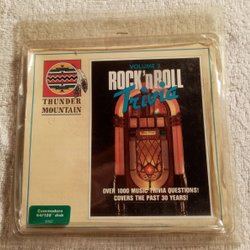 VOLUME 2
ROCK'n ROLL
Trivia
THUNDER
MOUNTAIN
OVER 1000 MUSIC TRIVIA QUESTIONS!
COVERS THE PAST 30 YEARS!
Commodore
64/128™ disk